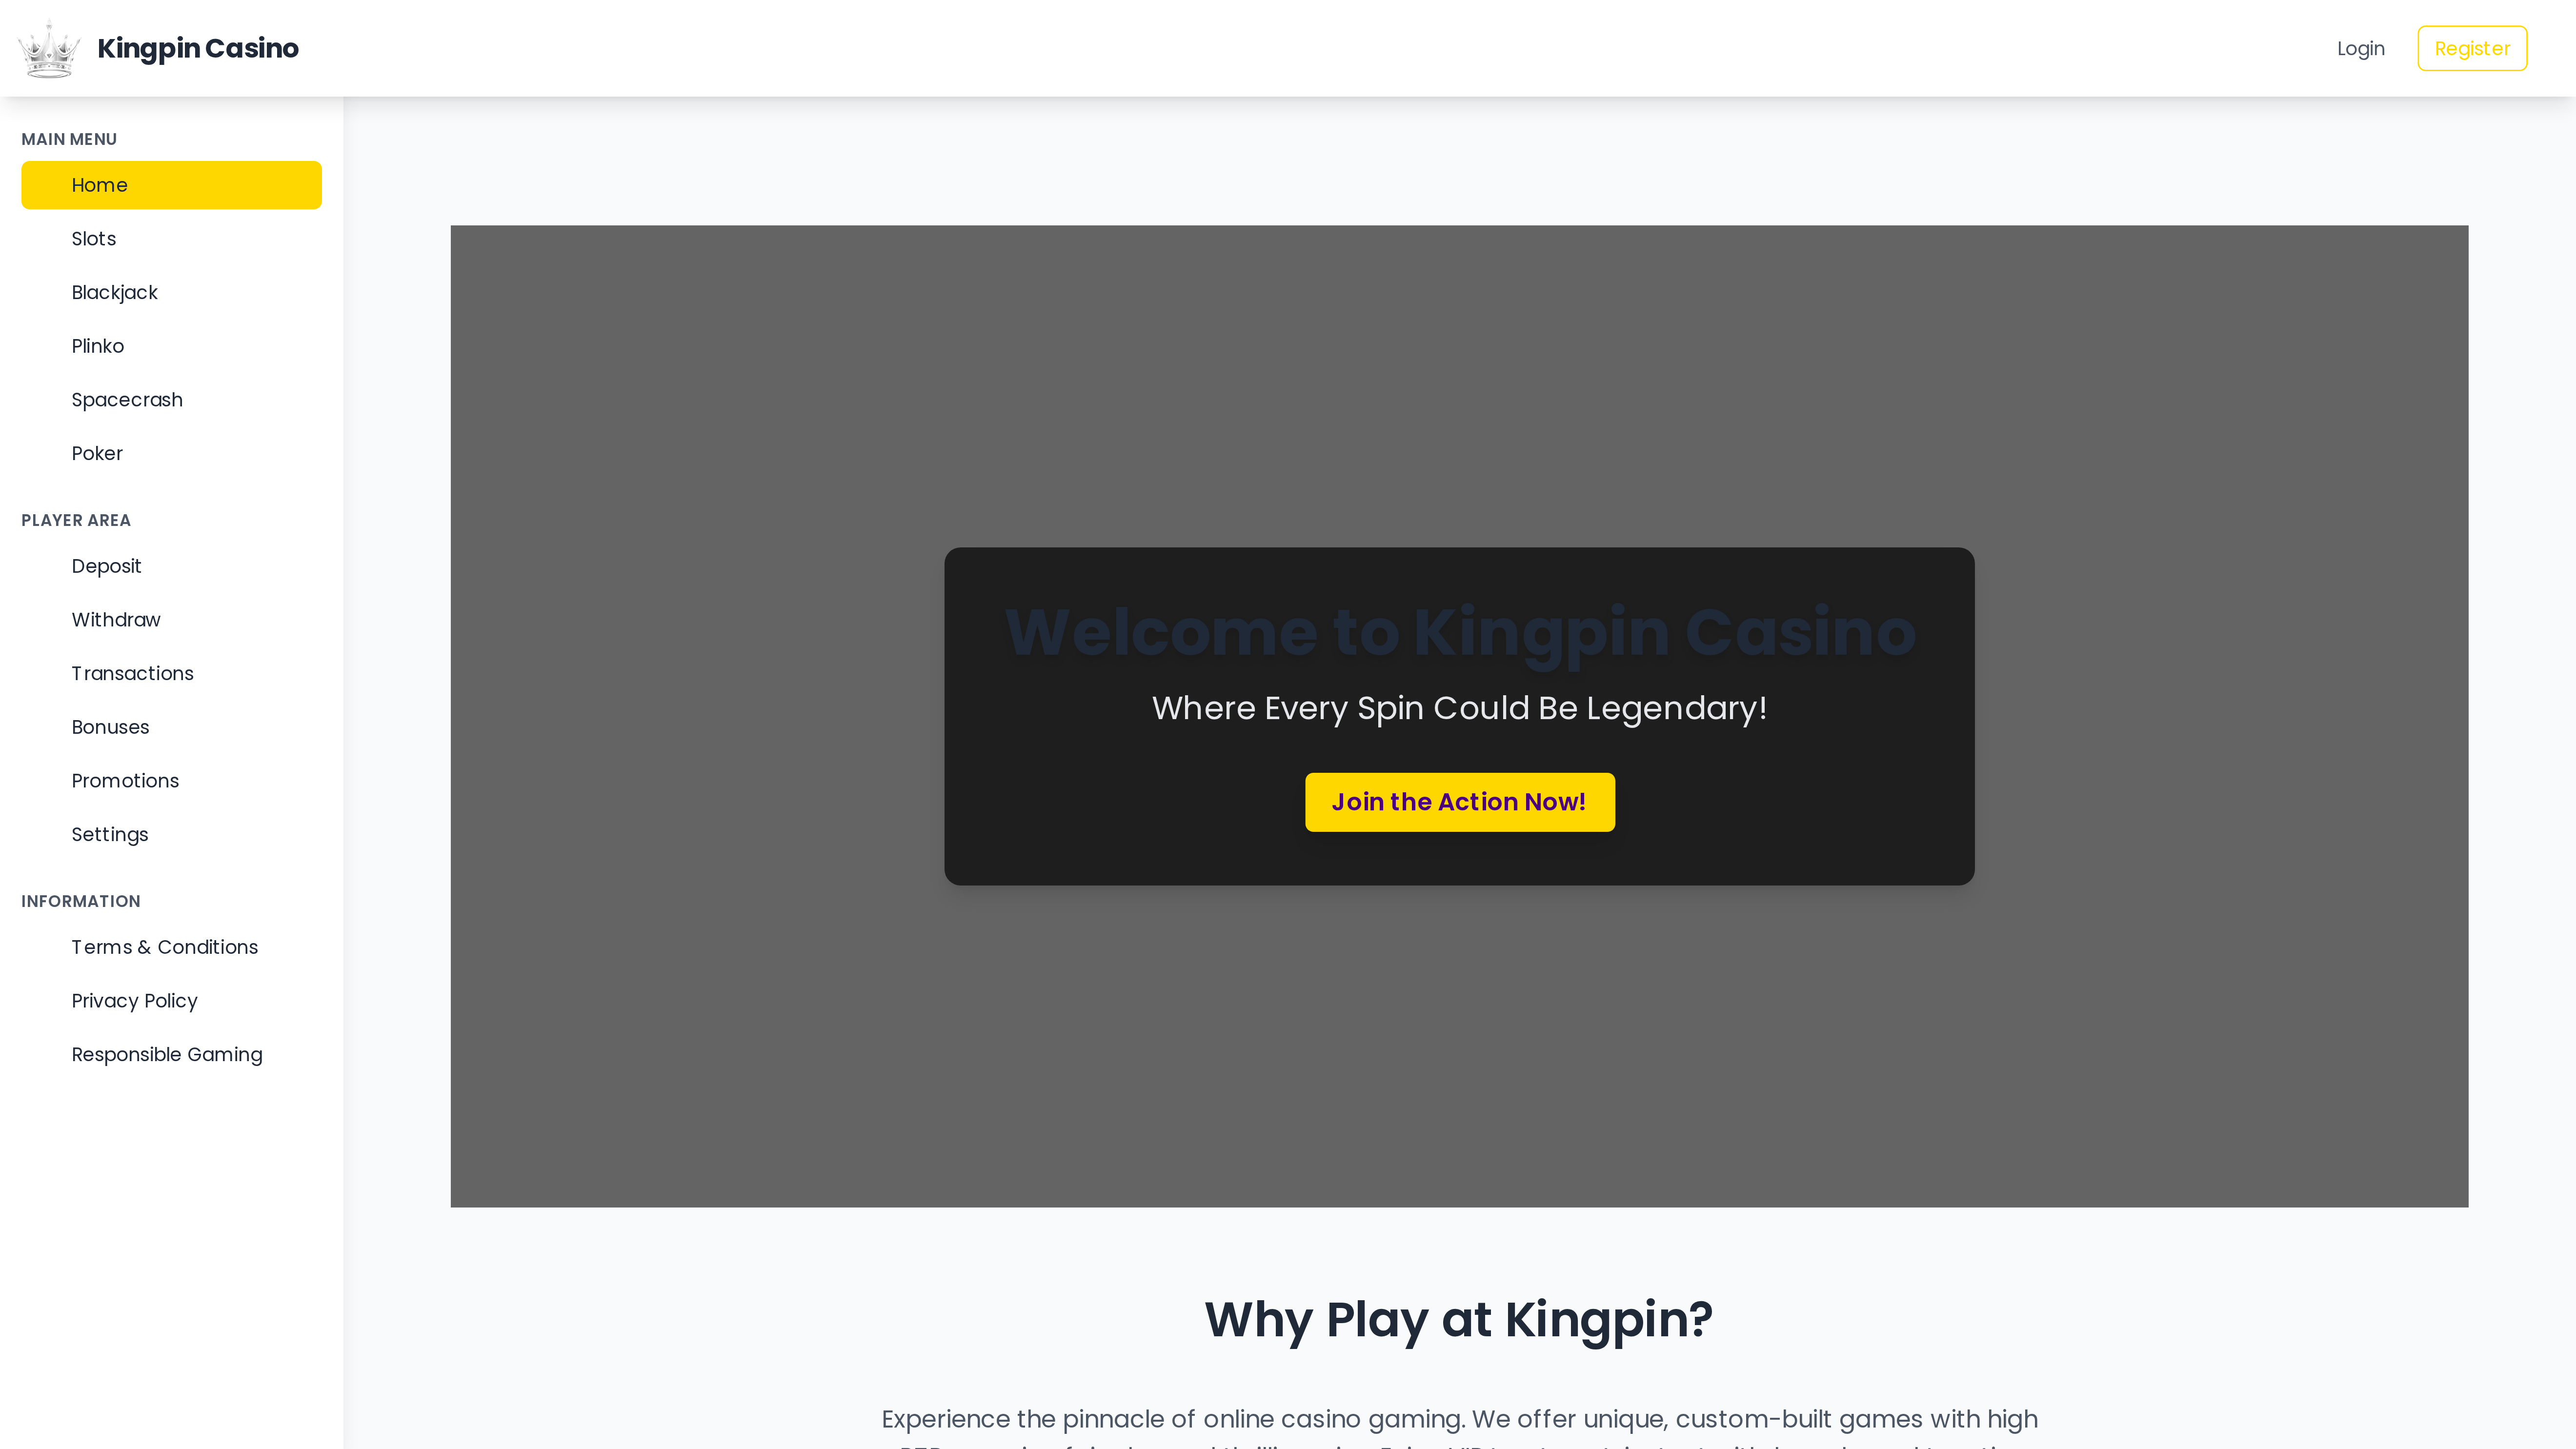 Kingpin Casino
Login
Register
MAIN MENU
Home
Slots
Blackjack
Plinko
Spacecrash
Poker
PLAYER AREA
Deposit
Withdraw
Transactions
Bonuses
Promotions
Settings
INFORMATION
Terms & Conditions
Privacy Policy
Responsible Gaming
Welcome to Kingpin Casino
Where Every Spin Could Be Legendary!
Join the Action Now!
Why Play at Kingpin?
Experience the pinnacle of online casino gaming. We offer unique, custom-built games with high